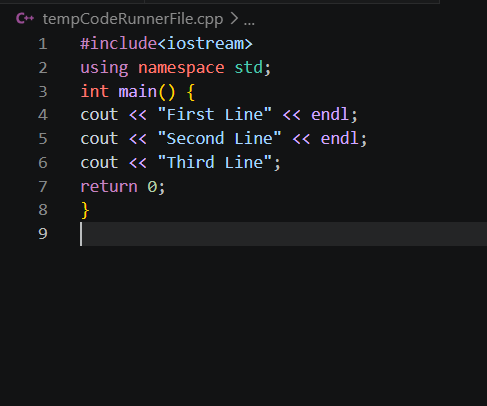 C++ tempCodeRunnerFile.cpp > ...
1 #include<iostream>
2 using namespace std;
3 int main() {
4 cout << "First Line" << endl;
5 cout << "Second Line" << endl;
6 cout << "Third Line";
7 return 0;
8 }
9